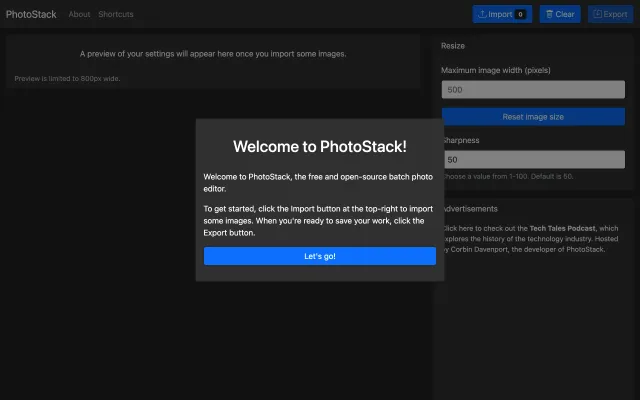 PhotoStack
About
Shortcuts
Import 0
Clear
Export
A preview of your settings will appear here once you import some images.
Preview is limited to 800px wide.
Resize
Maximum image width (pixels)
500
Reset image size
Sharpness
50
Choose a value from 1-100. Default is 50.
Advertisements
Click here to check out the Tech Tales Podcast, which
explores the history of the technology industry. Hosted
by Corbin Davenport, the developer of PhotoStack.
Welcome to PhotoStack!
Welcome to PhotoStack, the free and open-source batch photo
editor.
To get started, click the Import button at the top-right to import
some images. When you're ready to save your work, click the
Export button.
Let's go!